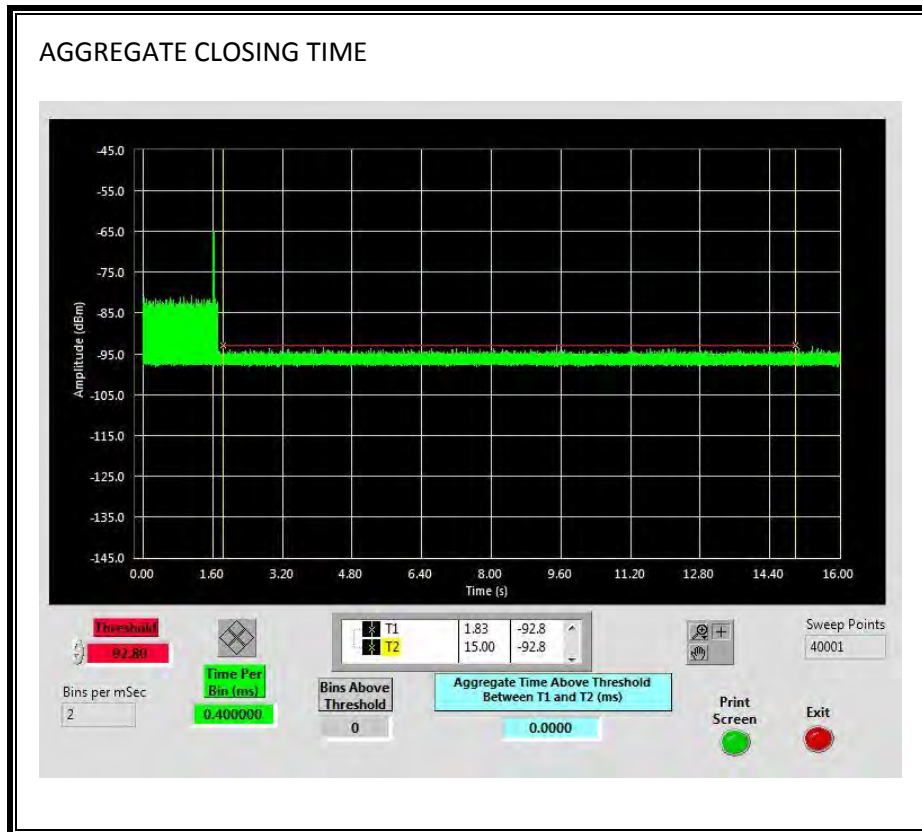 AGGREGATE CLOSING TIME
-45.0
-55.0
-65.0
-75.0
-85.0
-95.0
-105.0
-115.0
-125.0
-135.0
-145.0
Amplitude (dBm)
0.00 1.60 3.20 4.80 6.40 8.00 9.60 11.20 12.80 14.40 16.00
Time (s)
Threshold
92.80
Bins per mSec
2
Time Per
Bin (ms)
0.400000
T1 1.83 -92.8
T2 15.00 -92.8
Bins Above
Threshold
0
Aggregate Time Above Threshold
Between T1 and T2 (ms)
0.0000
Sweep Points
40001
Print
Screen
Exit